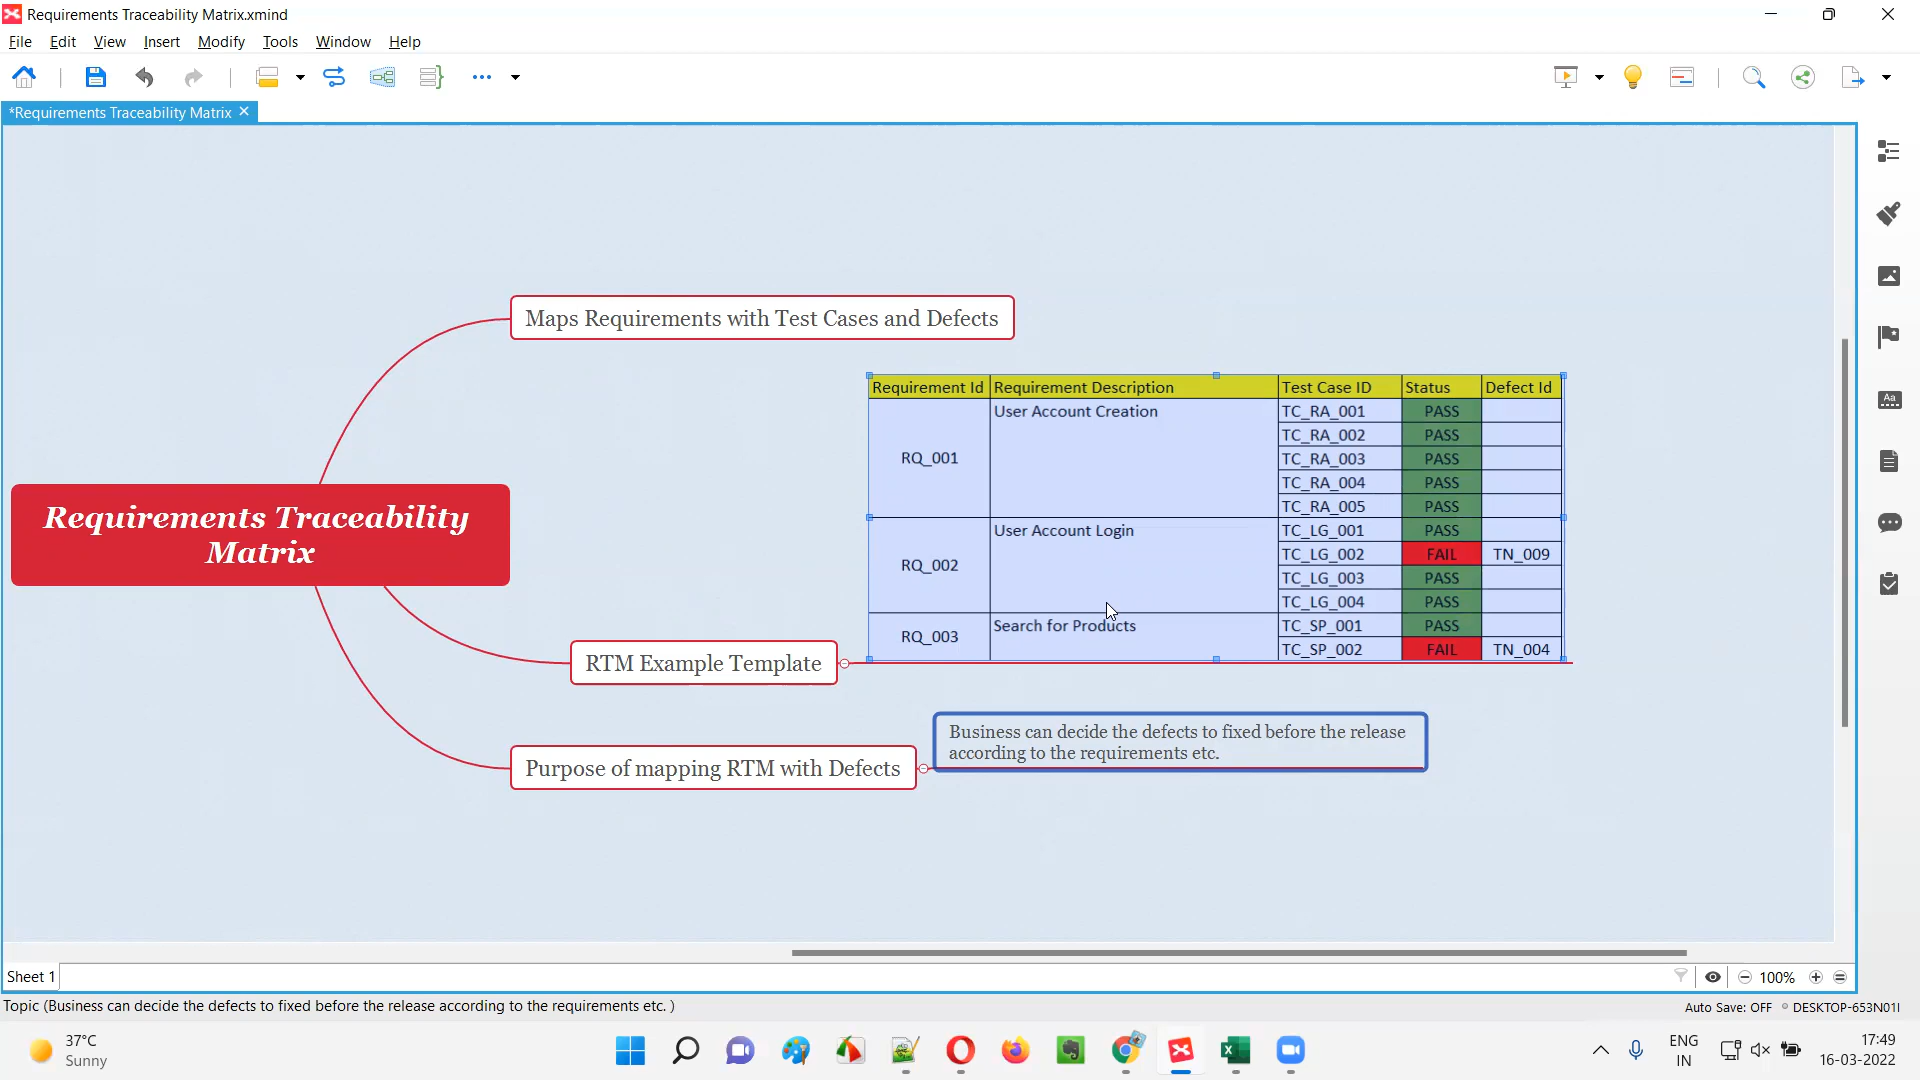 Requirements Traceability Matrix.xmind
File Edit View Insert Modify Tools Window Help
*Requirements Traceability Matrix
Maps Requirements with Test Cases and Defects
Requirement Id Requirement Description Test Case ID Status Defect Id
RQ_001 User Account Creation TC_RA_001 PASS
TC_RA_002 PASS
TC_RA_003 PASS
TC_RA_004 PASS
TC_RA_005 PASS
RQ_002 User Account Login TC_LG_001 PASS
TC_LG_002 FAIL TN_009
TC_LG_003 PASS
TC_LG_004 PASS
RQ_003 Search for Products TC_SP_001 PASS
TC_SP_002 FAIL TN_004
Requirements Traceability
Matrix
RTM Example Template
Business can decide the defects to fixed before the release
according to the requirements etc.
Purpose of mapping RTM with Defects
Sheet 1
100%
Topic (Business can decide the defects to fixed before the release according to the requirements etc. )
Auto Save: OFF DESKTOP-653N01I
37°C
Sunny
ENG
IN
17:49
16-03-2022